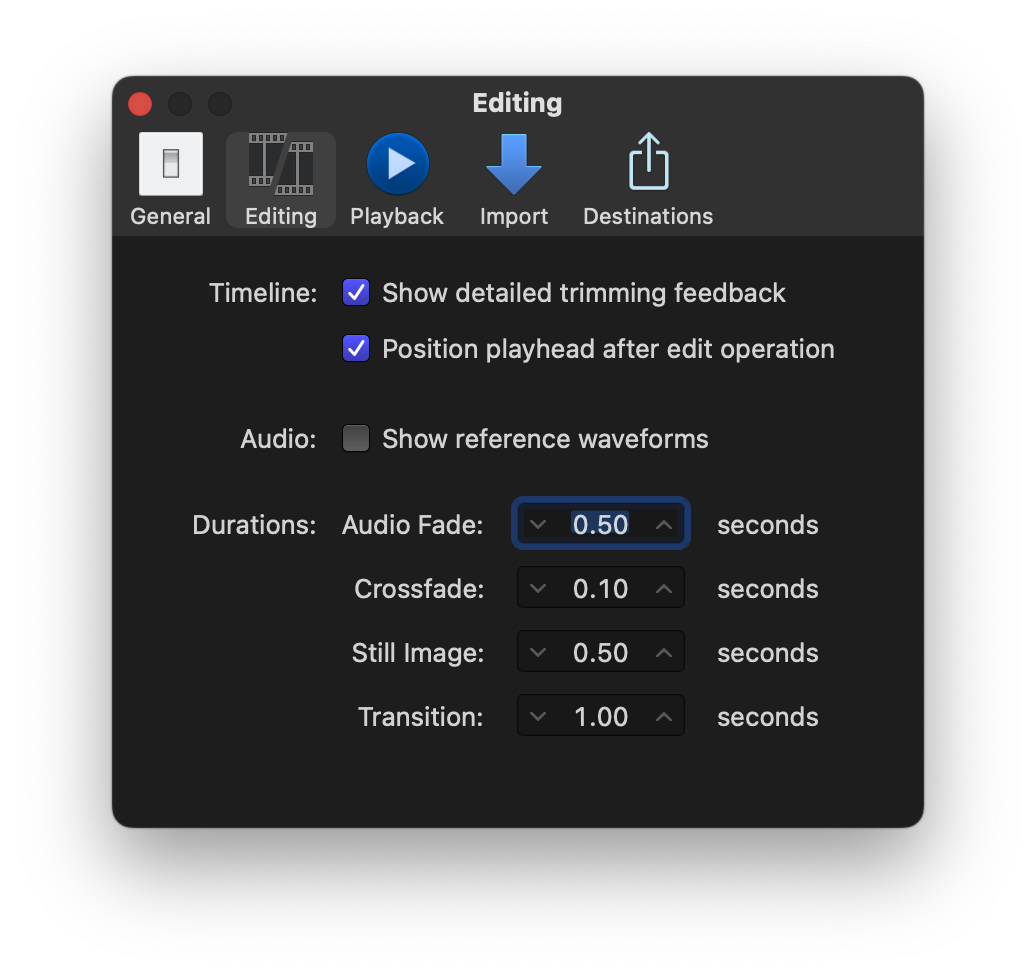 Editing
General Editing Playback Import Destinations
Timeline: Show detailed trimming feedback
Position playhead after edit operation
Audio: Show reference waveforms
Durations: Audio Fade: 0.50 seconds
Crossfade: 0.10 seconds
Still Image: 0.50 seconds
Transition: 1.00 seconds